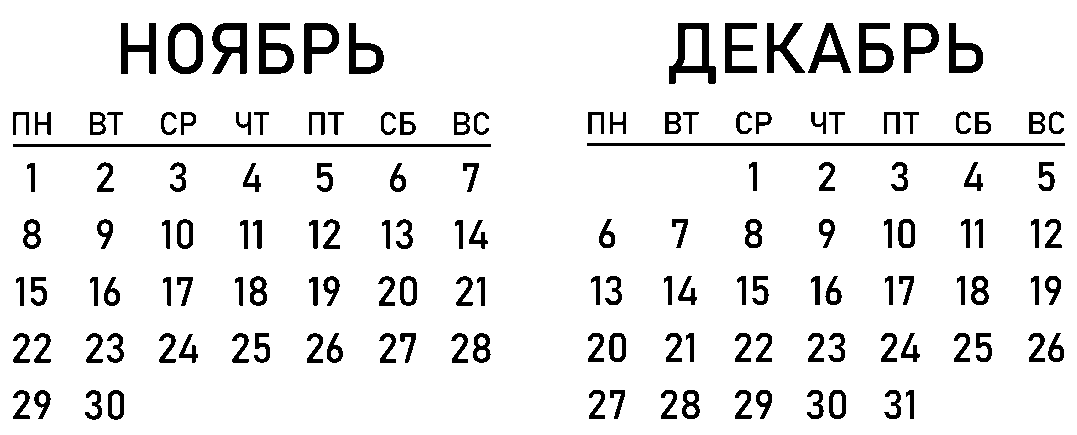 НОЯБРЬ
ПН ВТ СР ЧТ ПТ СБ ВС
1 2 3 4 5 6 7
8 9 10 11 12 13 14
15 16 17 18 19 20 21
22 23 24 25 26 27 28
29 30
ДЕКАБРЬ
ПН ВТ СР ЧТ ПТ СБ ВС
1 2 3 4 5
6 7 8 9 10 11 12
13 14 15 16 17 18 19
20 21 22 23 24 25 26
27 28 29 30 31